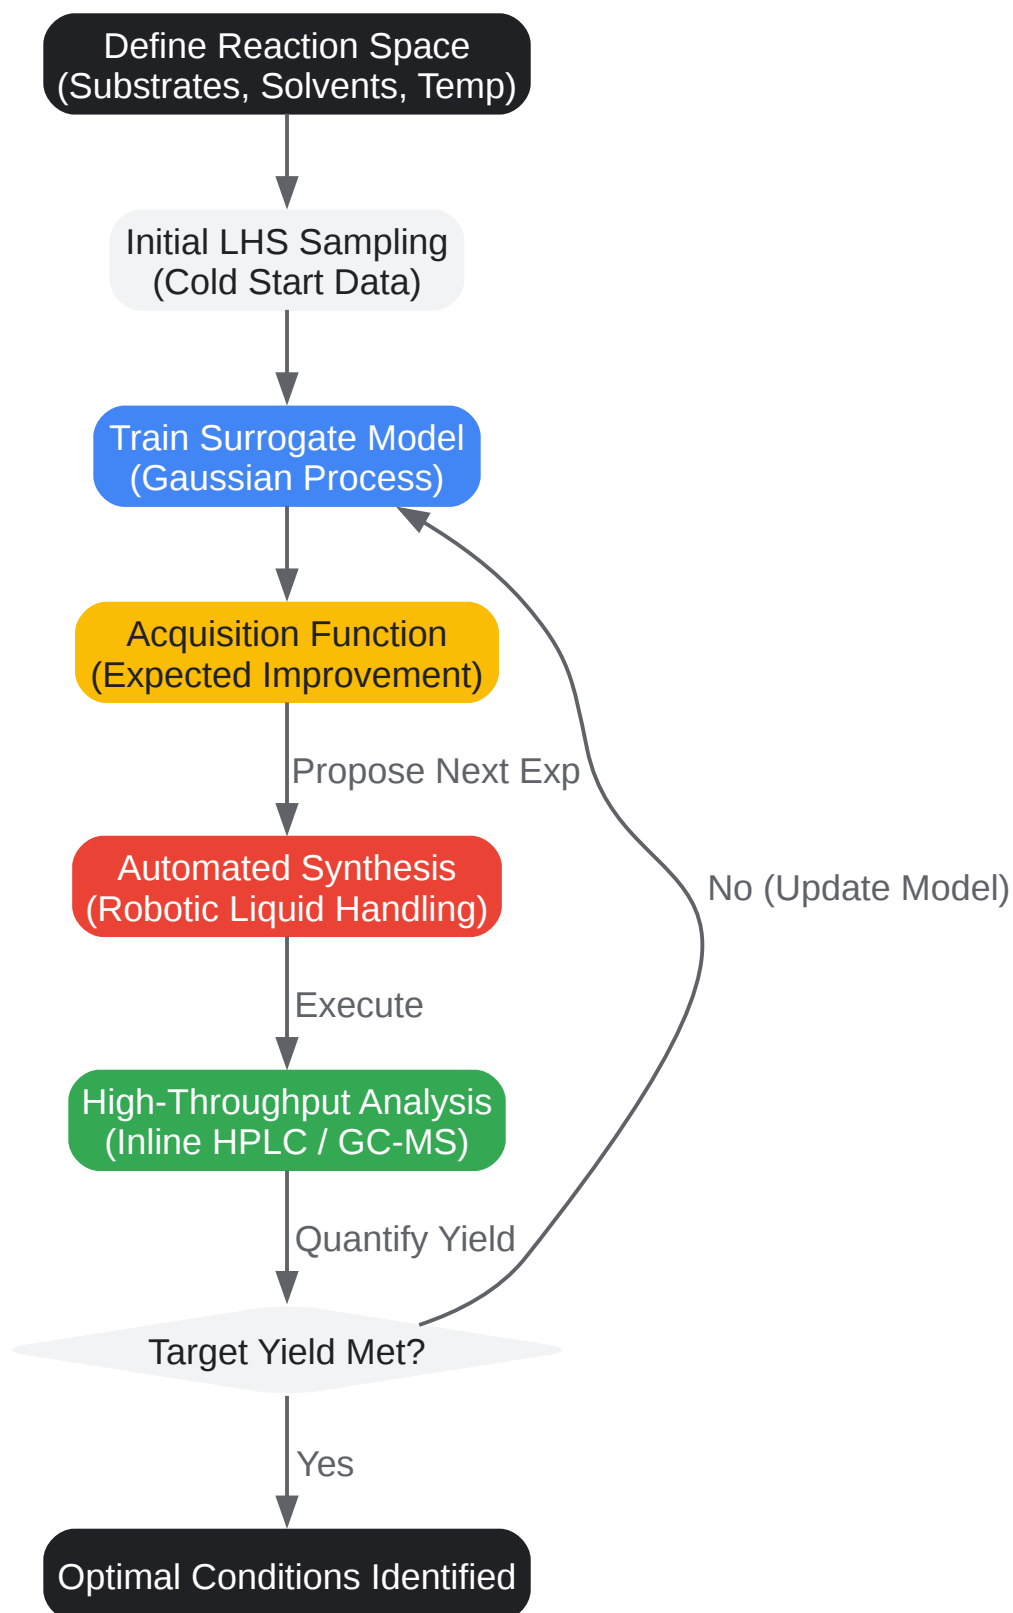 Define Reaction Space
(Substrates, Solvents, Temp)
Initial LHS Sampling
(Cold Start Data)
Train Surrogate Model
(Gaussian Process)
Acquisition Function
(Expected Improvement)
Propose Next Exp
Automated Synthesis
(Robotic Liquid Handling)
No (Update Model)
Execute
High-Throughput Analysis
(Inline HPLC / GC-MS)
Quantify Yield
Target Yield Met?
Yes
Optimal Conditions Identified